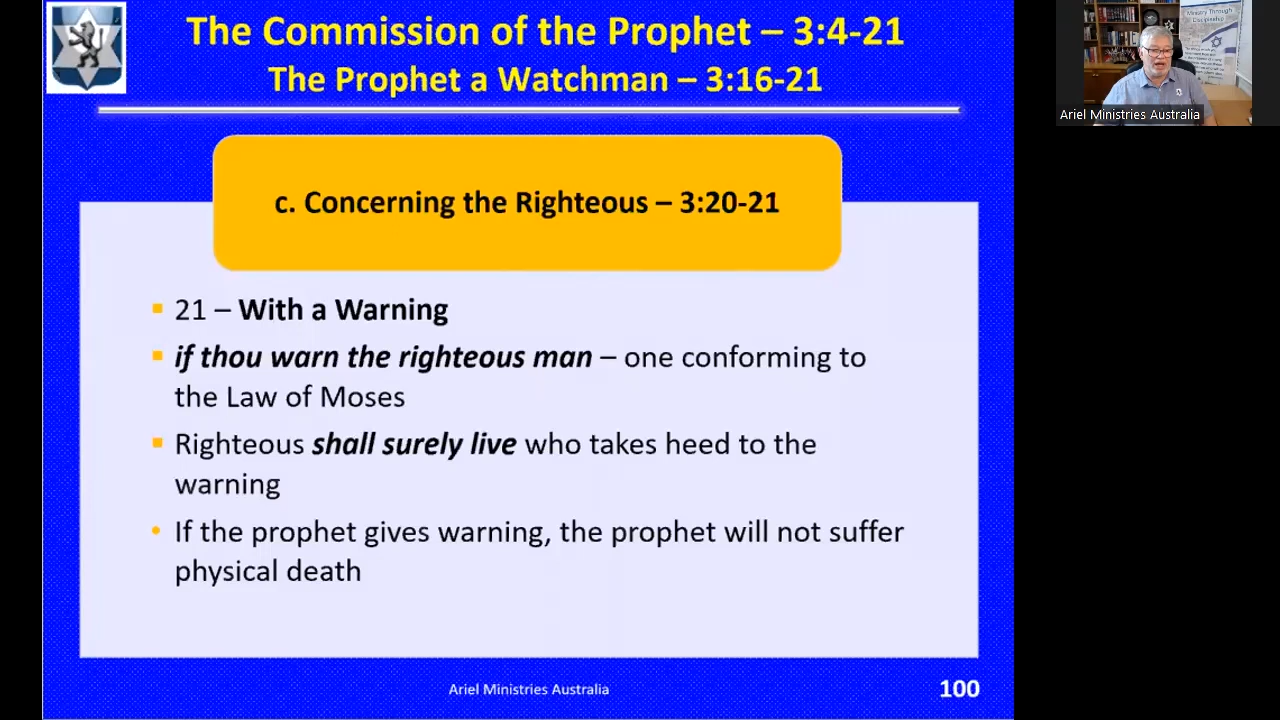 The Commission of the Prophet – 3:4-21
The Prophet a Watchman – 3:16-21
c. Concerning the Righteous – 3:20-21
21 – With a Warning
if thou warn the righteous man – one conforming to
the Law of Moses
Righteous shall surely live who takes heed to the
warning
If the prophet gives warning, the prophet will not suffer
physical death
Ariel Ministries Australia
100
Ministry Through
Discipleship
Ariel Ministries Australia